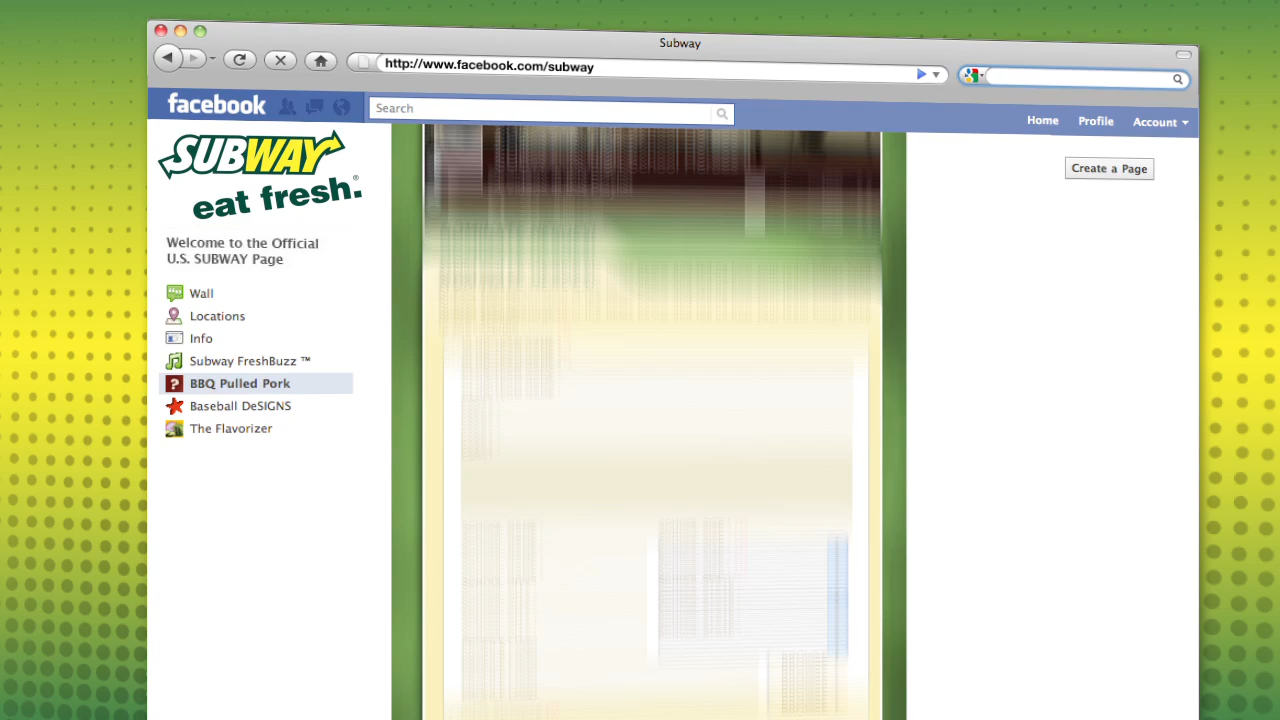 Subway
http://www.facebook.com/subway
facebook
Search
Home
Profile
Account
SUBWAY
eat fresh.®
Create a Page
Welcome to the Official
U.S. SUBWAY Page
Wall
Locations
Info
Subway FreshBuzz ™
BBQ Pulled Pork
Baseball DeSIGNS
The Flavorizer